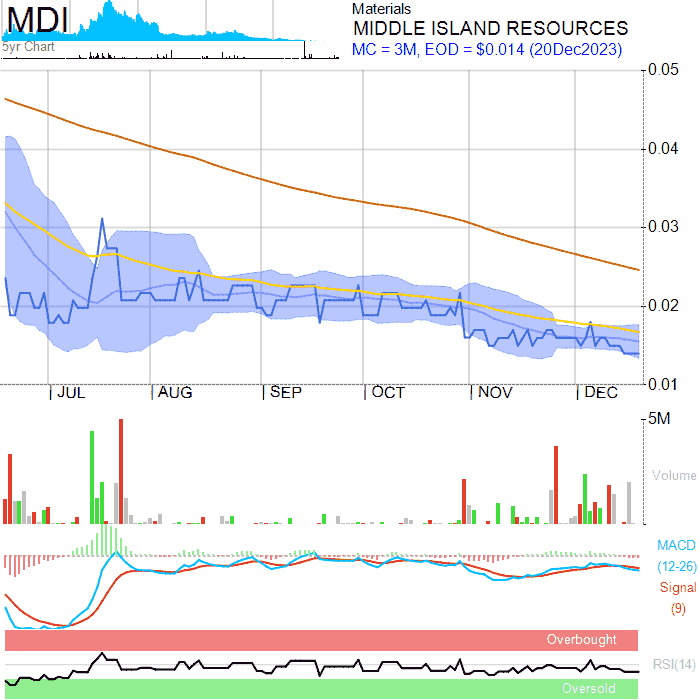 MDI
5yr Chart
Materials
MIDDLE ISLAND RESOURCES
MC = 3M, EOD = $0.014 (20Dec2023)
0.05
0.04
0.03
0.02
0.01
JUL AUG SEP OCT NOV DEC
5M
Volume
MACD
(12-26)
Signal
(9)
Overbought
RSI(14)
Oversold